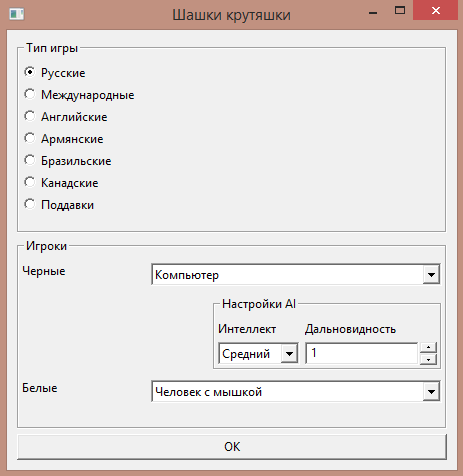 Шашки крутяшки
Тип игры
Русские
Международные
Английские
Армянские
Бразильские
Канадские
Поддавки
Игроки
Черные
Компьютер
Настройки AI
Интеллект Дальновидность
Средний 1
Белые
Человек с мышкой
OK